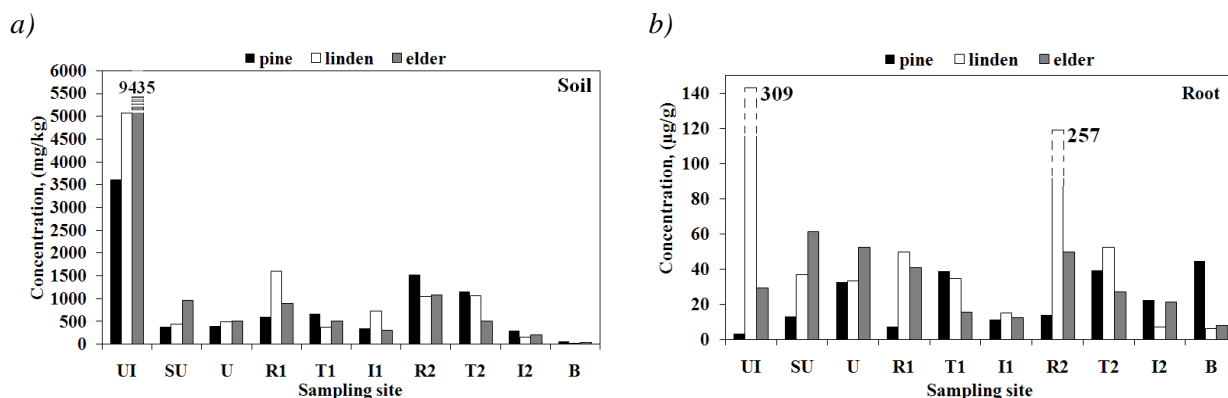 a)
pine linden elder
Soil
9435
Concentration, (mg/kg)
6000
5500
5000
4500
4000
3500
3000
2500
2000
1500
1000
500
0
UI SU U R1 T1 I1 R2 T2 I2 B
Sampling site
b)
pine linden elder
Root
309
257
Concentration, (µg/g)
140
120
100
80
60
40
20
0
UI SU U R1 T1 I1 R2 T2 I2 B
Sampling site